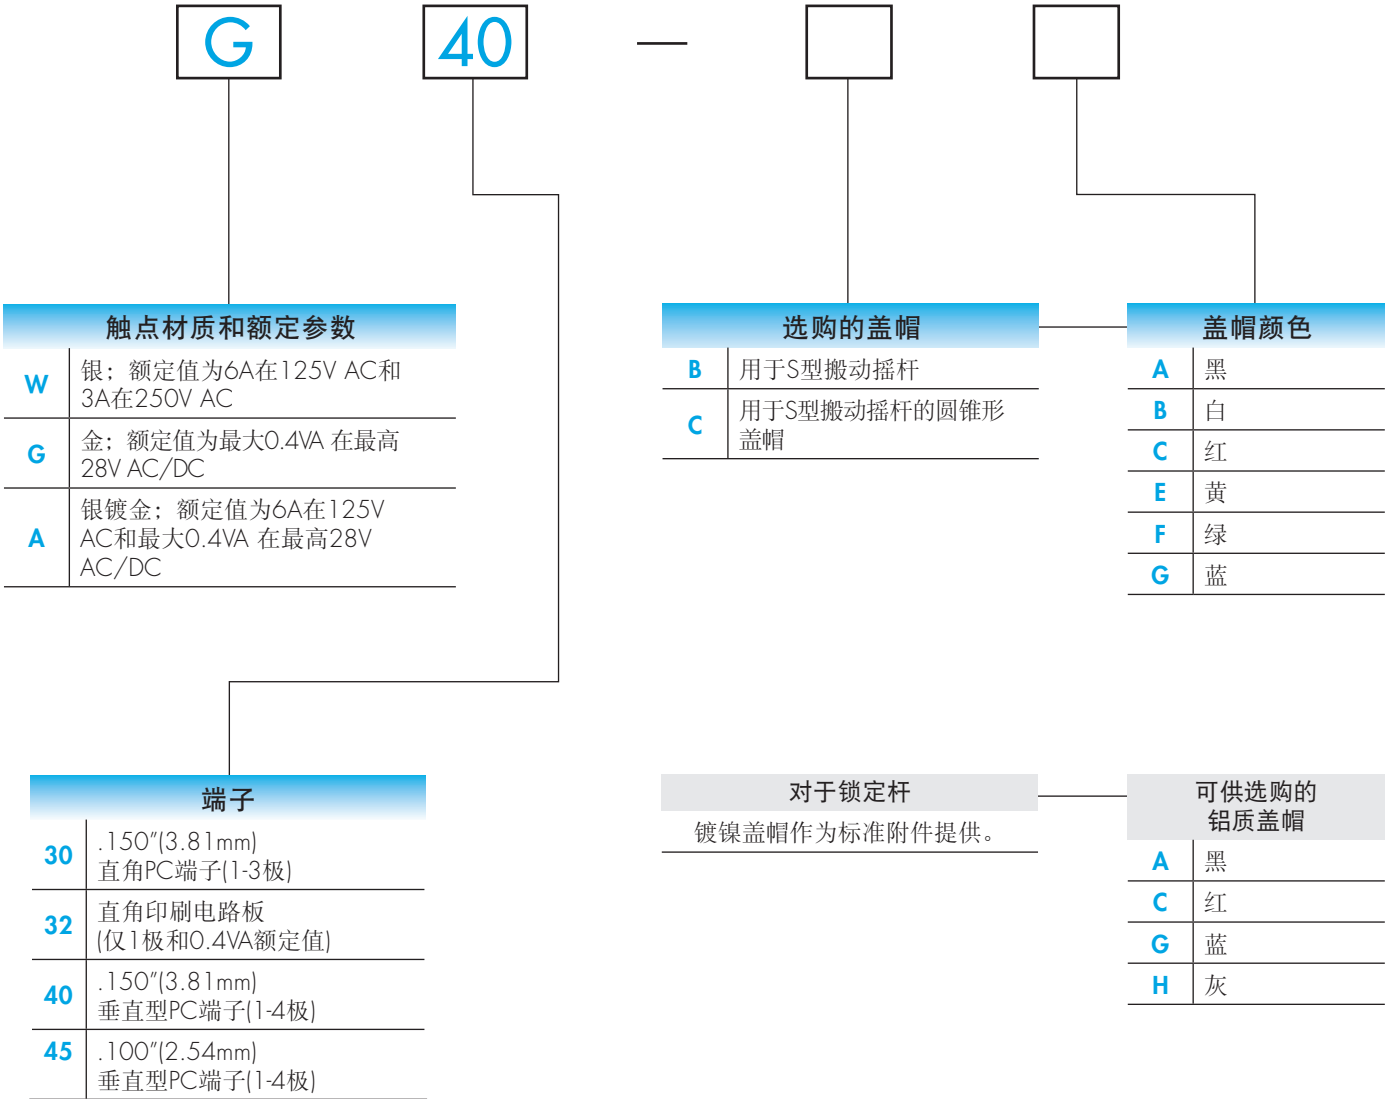 G 40 —
触点材质和额定参数
W 银；额定值为6A在125V AC和
3A在250V AC
G 金；额定值为最大0.4VA 在最高
28V AC/DC
A 银镀金；额定值为6A在125V
AC和最大0.4VA 在最高28V
AC/DC
选购的盖帽
B 用于S型搬动摇杆
C 用于S型搬动摇杆的圆锥形
盖帽
盖帽颜色
A 黑
B 白
C 红
E 黄
F 绿
G 蓝
端子
30 .150"(3.81mm)
直角PC端子(1-3极)
32 直角印刷电路板
(仅1极和0.4VA额定值)
40 .150"(3.81mm)
垂直型PC端子(1-4极)
45 .100"(2.54mm)
垂直型PC端子(1-4极)
对于锁定杆
镀镍盖帽作为标准附件提供。
可供选购的
铝质盖帽
A 黑
C 红
G 蓝
H 灰